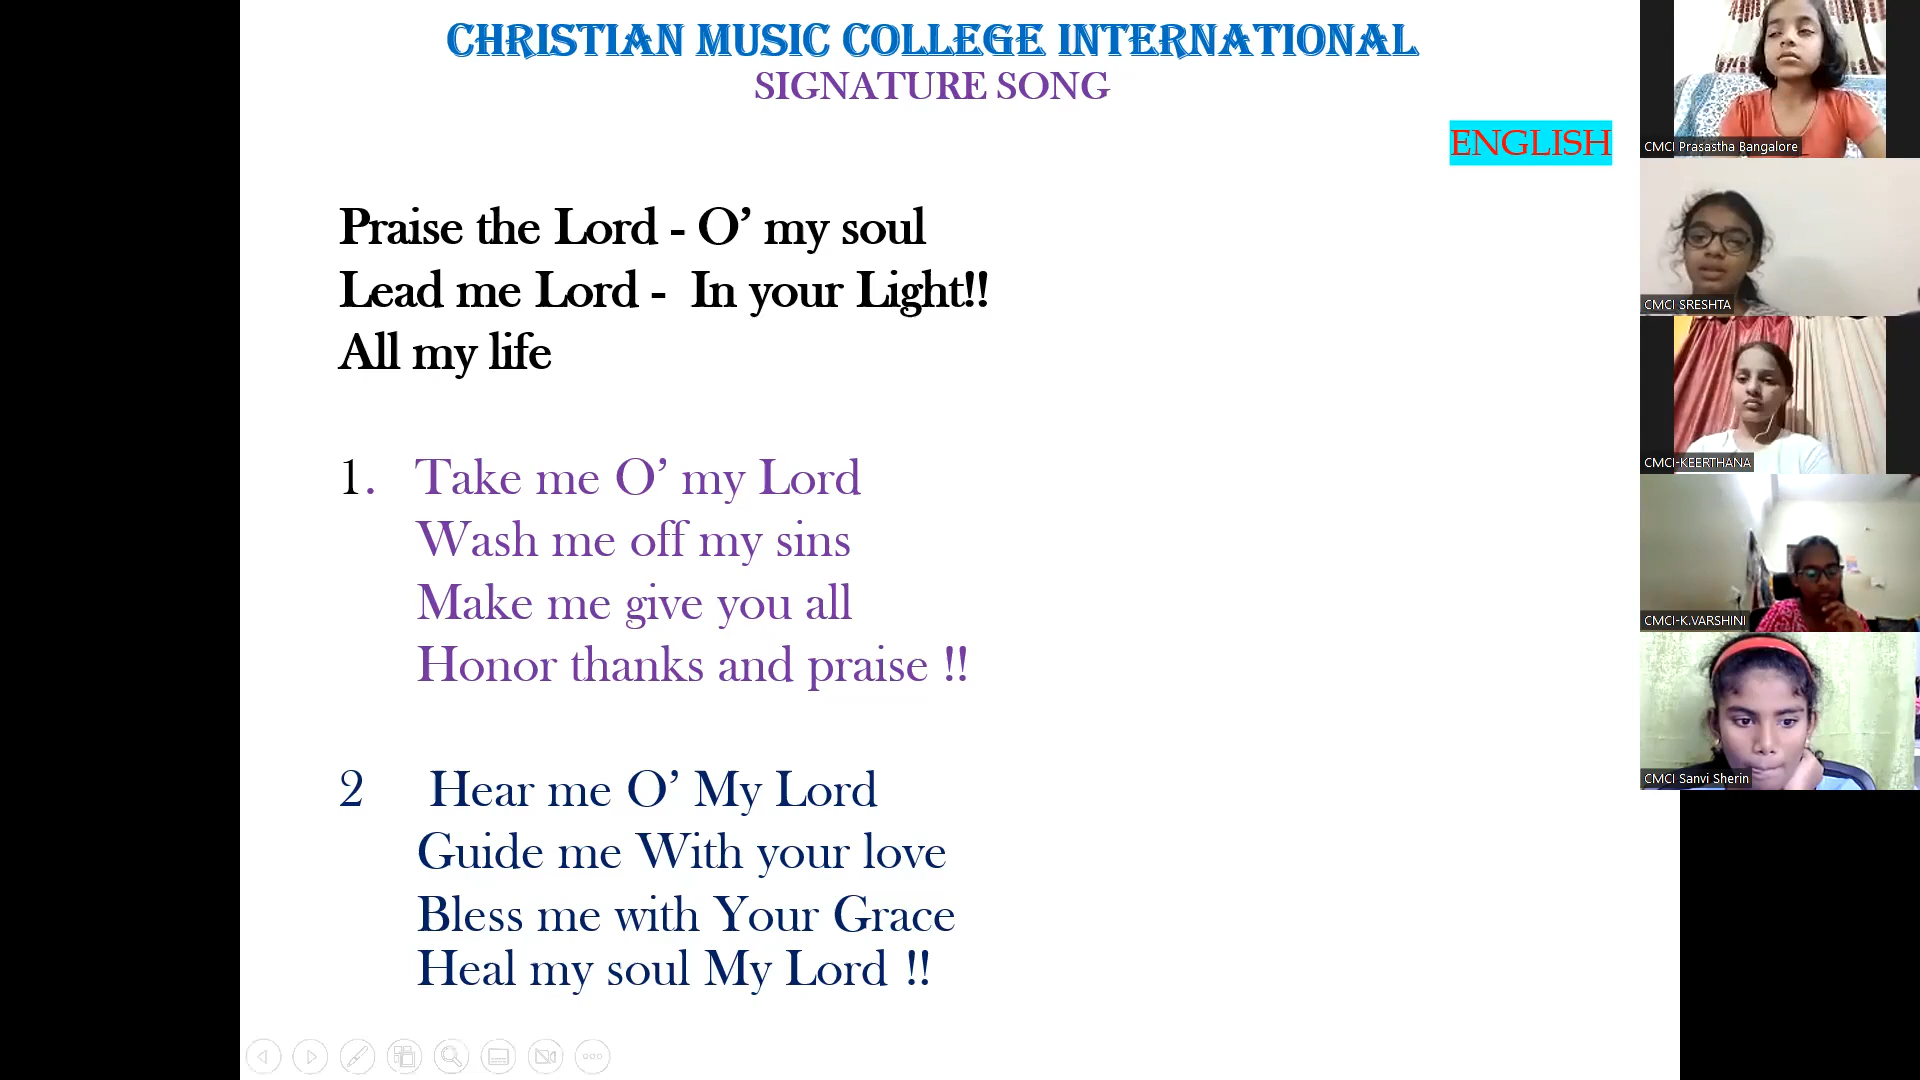 CHRISTIAN MUSIC COLLEGE INTERNATIONAL
SIGNATURE SONG
ENGLISH
Praise the Lord - O’ my soul
Lead me Lord - In your Light!!
All my life
1. Take me O’ my Lord
Wash me off my sins
Make me give you all
Honor thanks and praise !!
2 Hear me O’ My Lord
Guide me With your love
Bless me with Your Grace
Heal my soul My Lord !!
CMCI Prasastha Bangalore
CMCI SRESHTA
CMCI-KEERTHANA
CMCI-K.VARSHINI
CMCI Sanvi Sherin